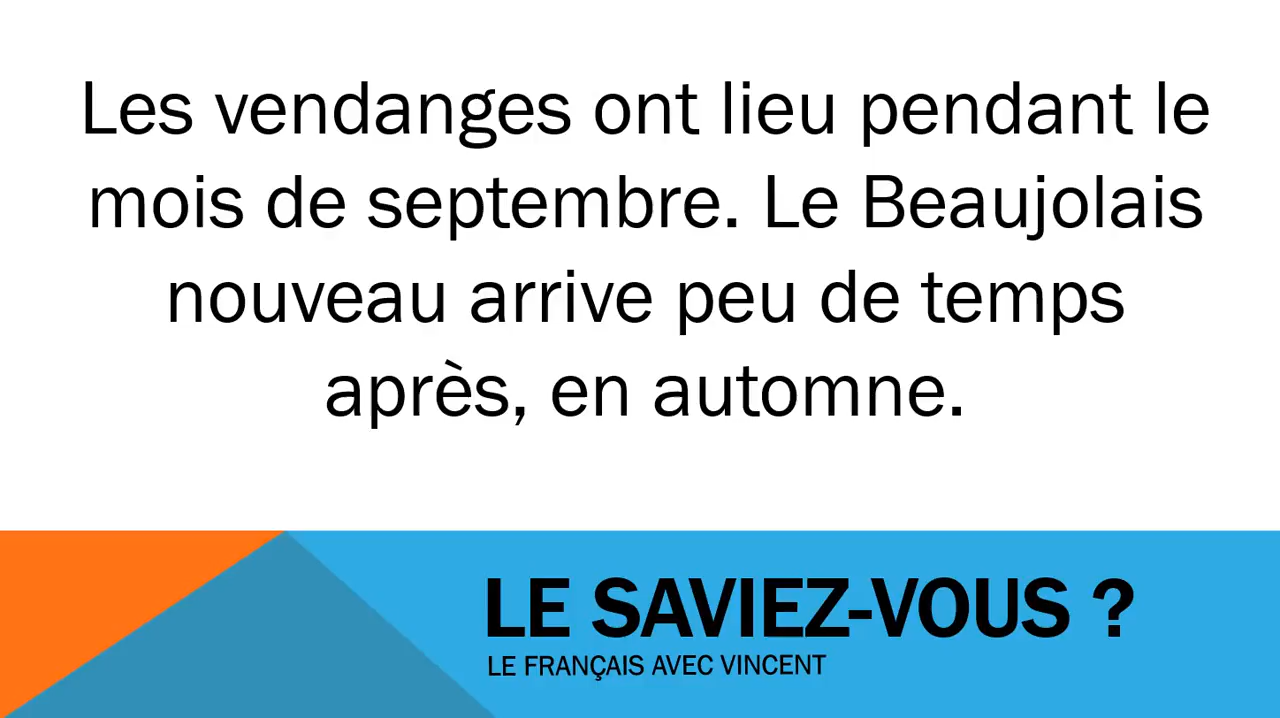 Les vendanges ont lieu pendant le
mois de septembre. Le Beaujolais
nouveau arrive peu de temps
après, en automne.
LE SAVIEZ-VOUS ?
LE FRANÇAIS AVEC VINCENT